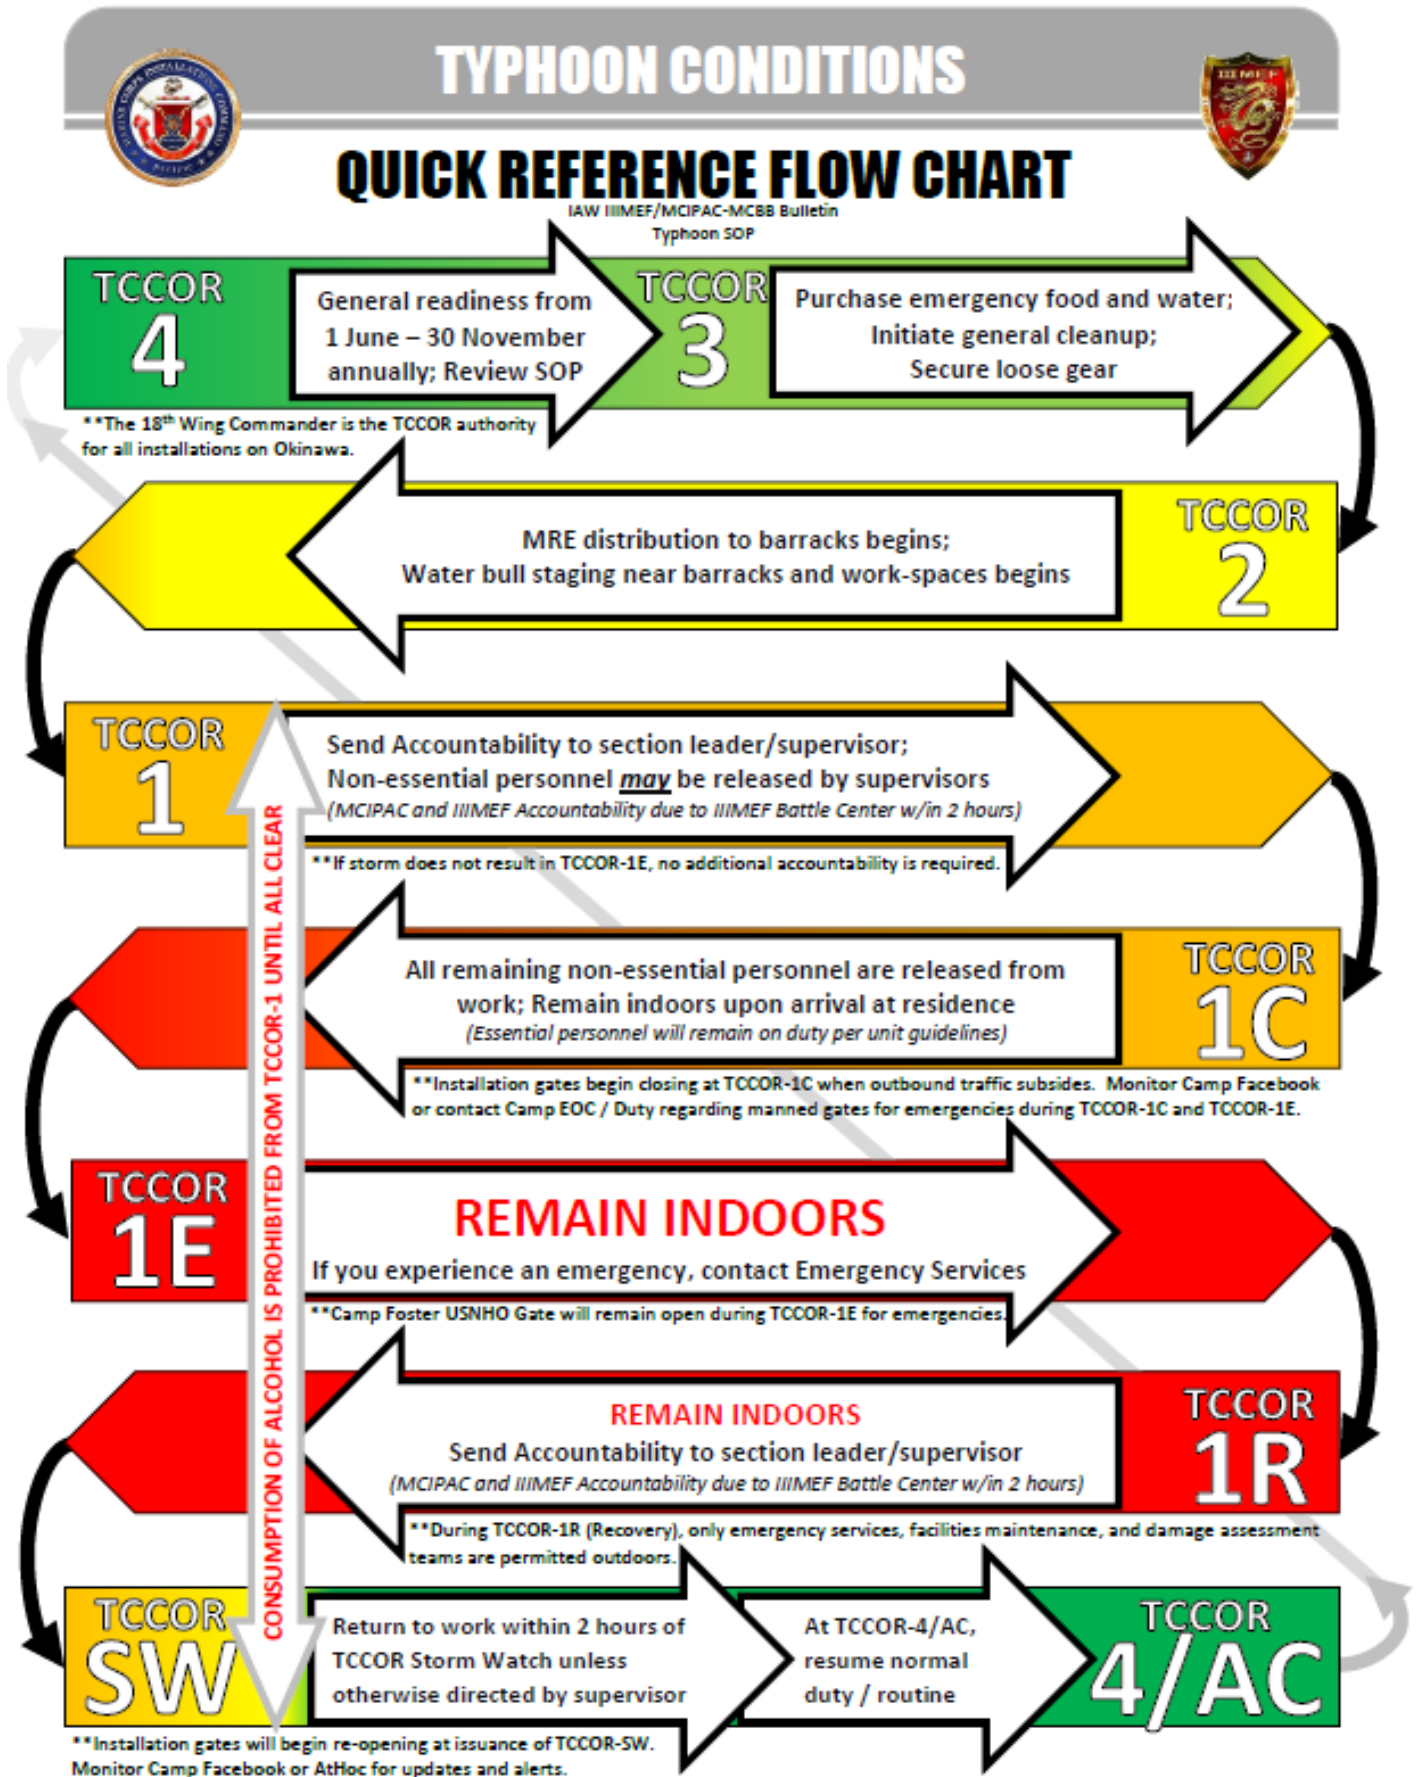 TYPHOON CONDITIONS
MARINE CORPS INSTALLATIONS COMMAND
PACIFIC
III MEF
QUICK REFERENCE FLOW CHART
IAW IIIMEF/MCIPAC-MCBB Bulletin
Typhoon SOP
TCCOR
4
General readiness from
1 June – 30 November
annually; Review SOP
TCCOR
3
Purchase emergency food and water;
Initiate general cleanup;
Secure loose gear
**The 18th Wing Commander is the TCCOR authority
for all installations on Okinawa.
TCCOR
2
MRE distribution to barracks begins;
Water bull staging near barracks and work-spaces begins
TCCOR
1
Send Accountability to section leader/supervisor;
Non-essential personnel may be released by supervisors
(MCIPAC and IIIMEF Accountability due to IIIMEF Battle Center w/in 2 hours)
**If storm does not result in TCCOR-1E, no additional accountability is required.
CONSUMPTION OF ALCOHOL IS PROHIBITED FROM TCCOR-1 UNTIL ALL CLEAR
TCCOR
1C
All remaining non-essential personnel are released from
work; Remain indoors upon arrival at residence
(Essential personnel will remain on duty per unit guidelines)
**Installation gates begin closing at TCCOR-1C when outbound traffic subsides. Monitor Camp Facebook
or contact Camp EOC / Duty regarding manned gates for emergencies during TCCOR-1C and TCCOR-1E.
TCCOR
1E
REMAIN INDOORS
If you experience an emergency, contact Emergency Services
**Camp Foster USNHO Gate will remain open during TCCOR-1E for emergencies.
TCCOR
1R
REMAIN INDOORS
Send Accountability to section leader/supervisor
(MCIPAC and IIIMEF Accountability due to IIIMEF Battle Center w/in 2 hours)
**During TCCOR-1R (Recovery), only emergency services, facilities maintenance, and damage assessment
teams are permitted outdoors.
TCCOR
SW
Return to work within 2 hours of
TCCOR Storm Watch unless
otherwise directed by supervisor
At TCCOR-4/AC,
resume normal
duty / routine
TCCOR
4/AC
**Installation gates will begin re-opening at issuance of TCCOR-SW.
Monitor Camp Facebook or AtHoc for updates and alerts.